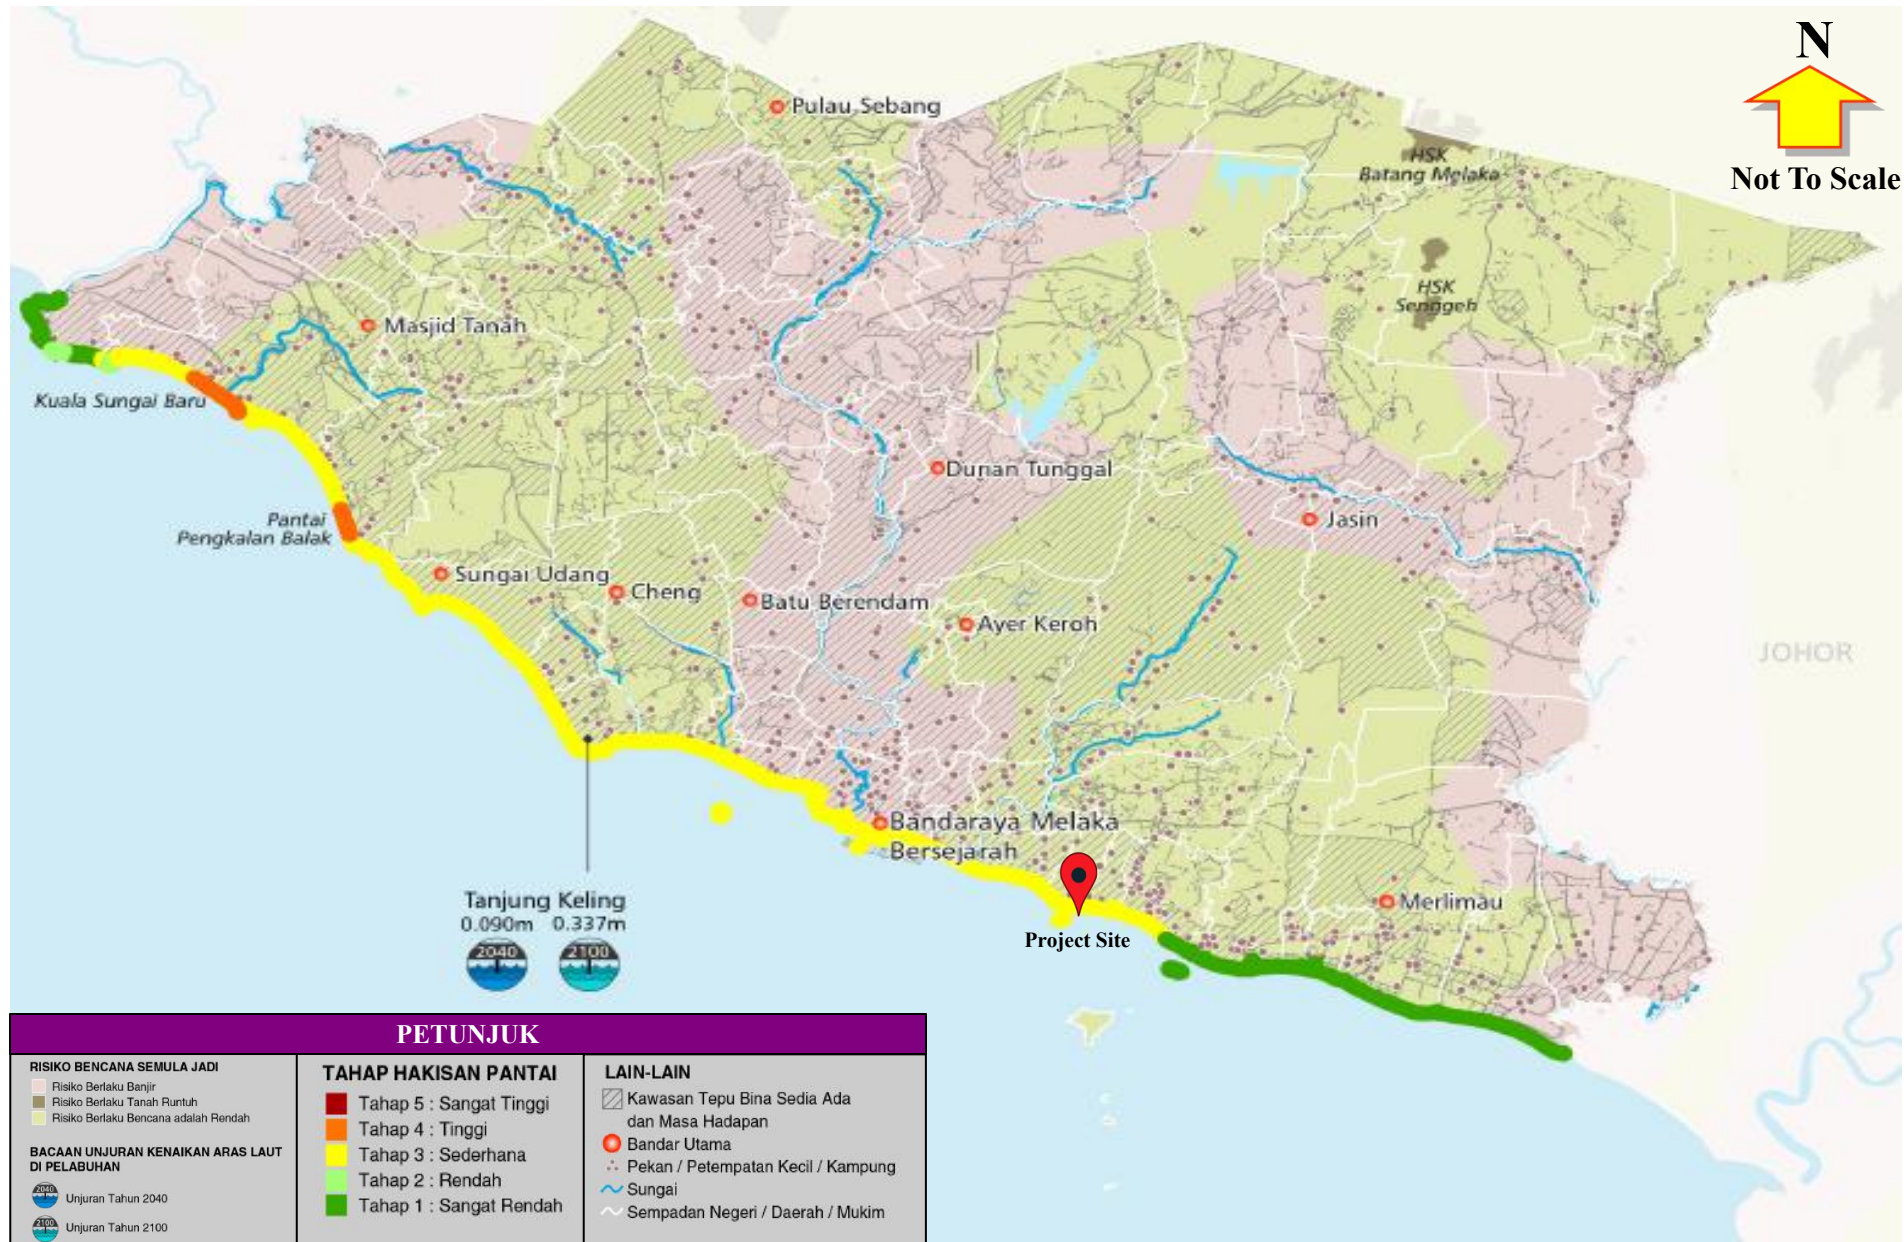 N
Not To Scale
Pulau Sebang
HSK
Batang Melaka
HSK
Senggeh
Masjid Tanah
Kuala Sungai Baru
Durian Tunggal
Jasin
Pantai
Pengkalan Balak
Sungai Udang
Cheng
Batu Berendam
Ayer Keroh
JOHOR
Bandaraya Melaka
Bersejarah
Merlimau
Project Site
Tanjung Keling
0.090m 0.337m
2040 2100
PETUNJUK
RISIKO BENCANA SEMULA JADI
Risiko Berlaku Banjir
Risiko Berlaku Tanah Runtuh
Risiko Berlaku Bencana adalah Rendah
BACAAN UNJURAN KENAIKAN ARAS LAUT
DI PELABUHAN
2040 Unjuran Tahun 2040
2100 Unjuran Tahun 2100
TAHAP HAKISAN PANTAI
Tahap 5 : Sangat Tinggi
Tahap 4 : Tinggi
Tahap 3 : Sederhana
Tahap 2 : Rendah
Tahap 1 : Sangat Rendah
LAIN-LAIN
Kawasan Tepu Bina Sedia Ada
dan Masa Hadapan
Bandar Utama
Pekan / Petempatan Kecil / Kampung
Sungai
Sempadan Negeri / Daerah / Mukim